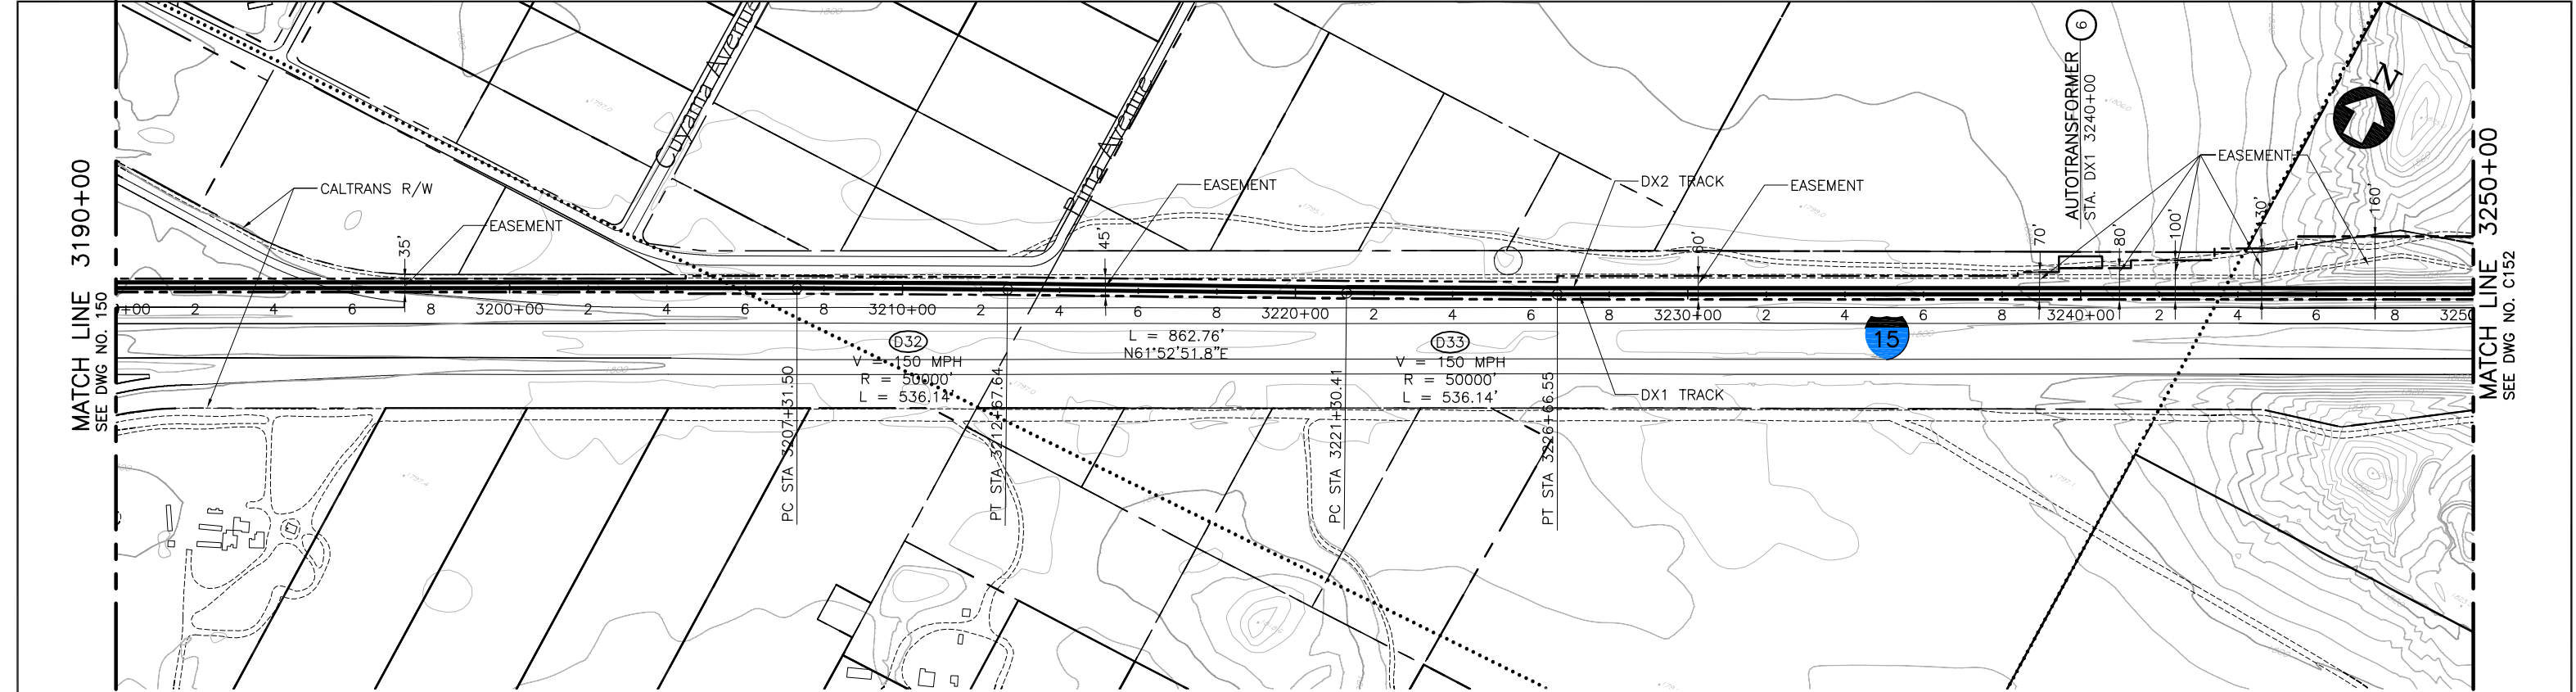 MATCH LINE 3190+00
SEE DWG NO. 150
CALTRANS R/W
EASEMENT
35'
Cuyama Avenue
Pima Avenue
45'
EASEMENT
DX2 TRACK
60'
EASEMENT
AUTOTRANSFORMER
STA. DX1 3240+00
6
70'
80'
100'
130'
160'
EASEMENT
N
+00 2 4 6 8 3200+00 2 4 6 8 3210+00 2 4 6 8 3220+00 2 4 6 8 3230+00 2 4 6 8 3240+00 2 4 6 8 3250
D32
V = 150 MPH
R = 50000'
L = 536.14'
L = 862.76'
N61°52'51.8"E
D33
V = 150 MPH
R = 50000'
L = 536.14'
15
DX1 TRACK
PC STA 3207+31.50
PT STA 3212+67.64
PC STA 3221+30.41
PT STA 3226+66.55
MATCH LINE 3250+00
SEE DWG NO. C152